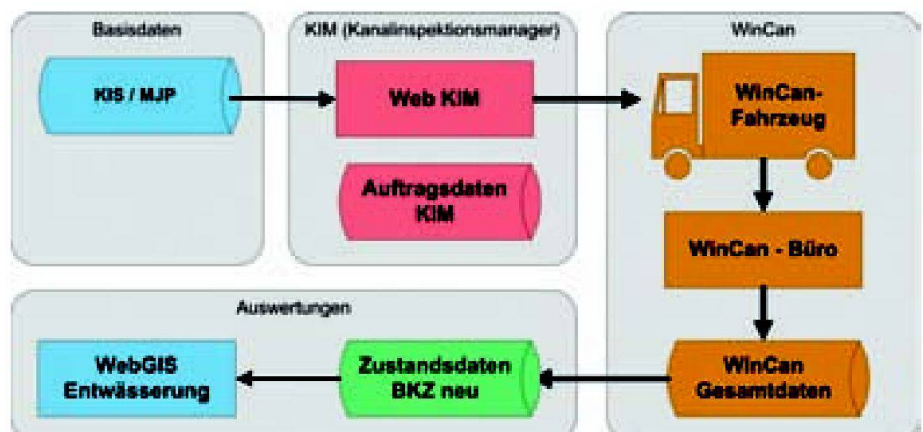 Basisdaten
KIS / MJP
KIM (Kanalinspektionsmanager)
Web KIM
Auftragsdaten
KIM
WinCan
WinCan-
Fahrzeug
WinCan - Büro
WinCan
Gesamtdaten
Auswertungen
Zustandsdaten
BKZ neu
WebGIS
Entwässerung